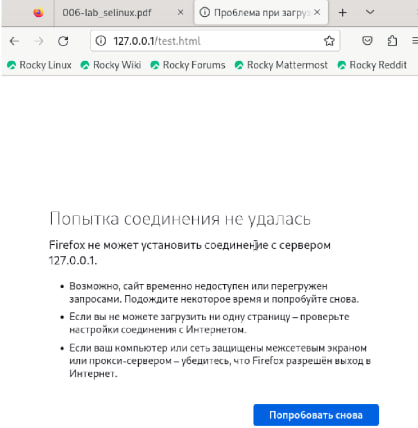 006-lab_selinux.pdf × Проблема при загруз ×
127.0.0.1/test.html
Rocky Linux Rocky Wiki Rocky Forums Rocky Mattermost Rocky Reddit
Попытка соединения не удалась
Firefox не может установить соединение с сервером
127.0.0.1.
• Возможно, сайт временно недоступен или перегружен
запросами. Подождите некоторое время и попробуйте снова.
• Если вы не можете загрузить ни одну страницу – проверьте
настройки соединения с Интернетом.
• Если ваш компьютер или сеть защищены межсетевым экраном
или прокси-сервером – убедитесь, что Firefox разрешён выход в
Интернет.
Попробовать снова